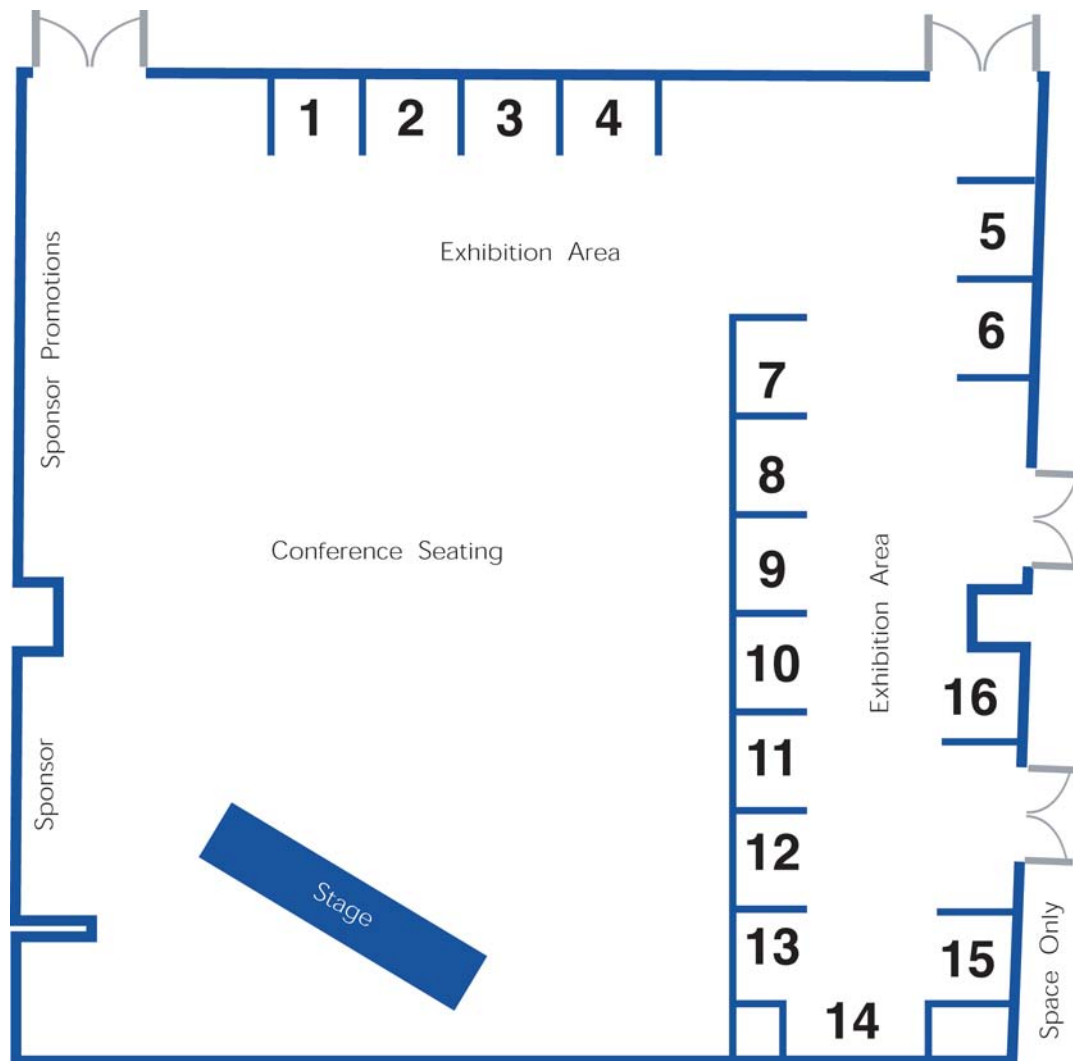 1
2
3
4
5
Exhibition Area
Sponsor Promotions
6
7
8
Conference Seating
9
Exhibition Area
10
16
11
Sponsor
12
Stage
13
15
Space Only
14